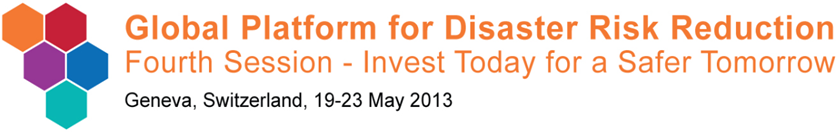 Global Platform for Disaster Risk Reduction
Fourth Session - Invest Today for a Safer Tomorrow
Geneva, Switzerland, 19-23 May 2013